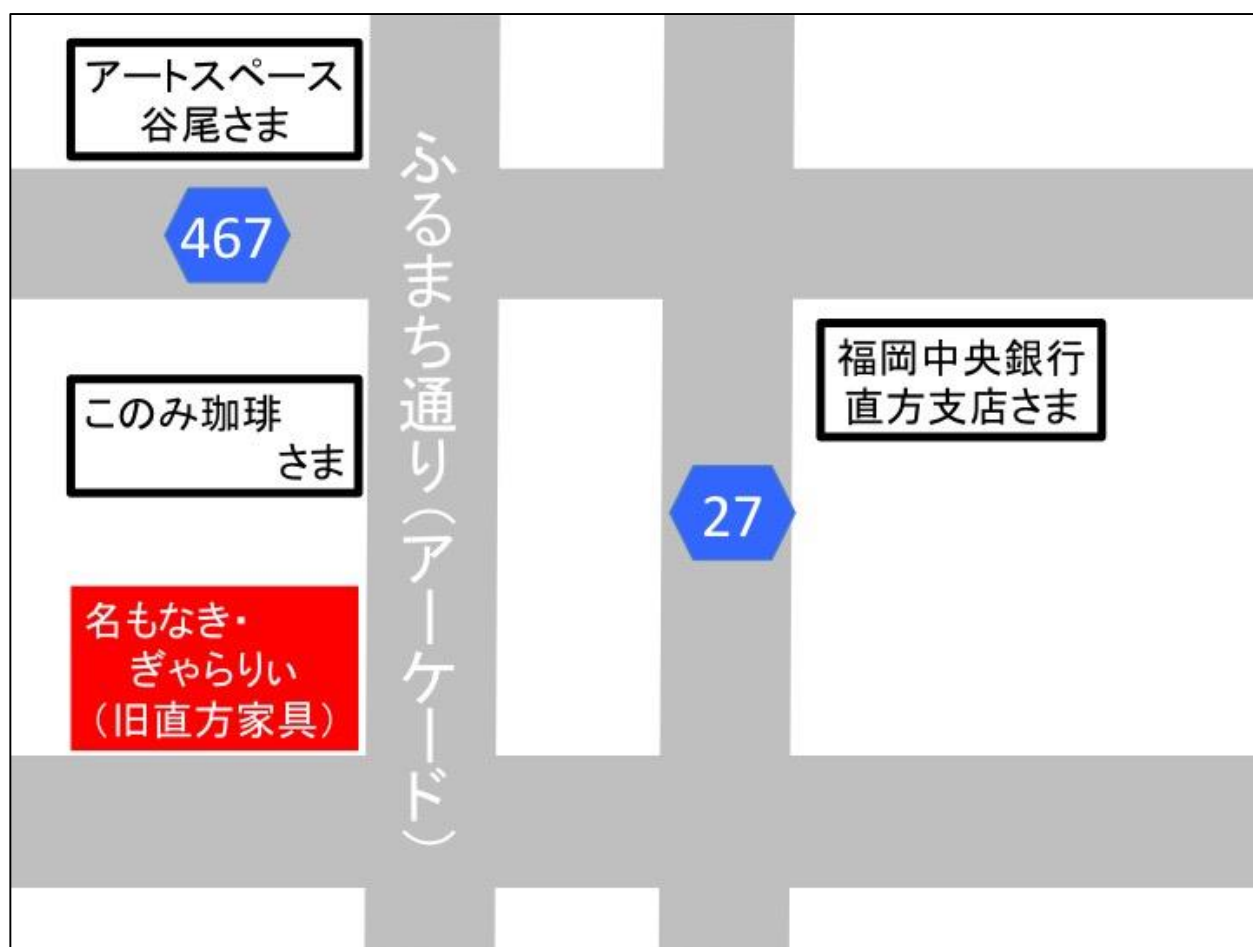 アートスペース
谷尾さま
467
ふるまち通り(アーケード)
福岡中央銀行
直方支店さま
このみ珈琲
さま
27
名もなき・
ぎゃらりぃ
(旧直方家具)